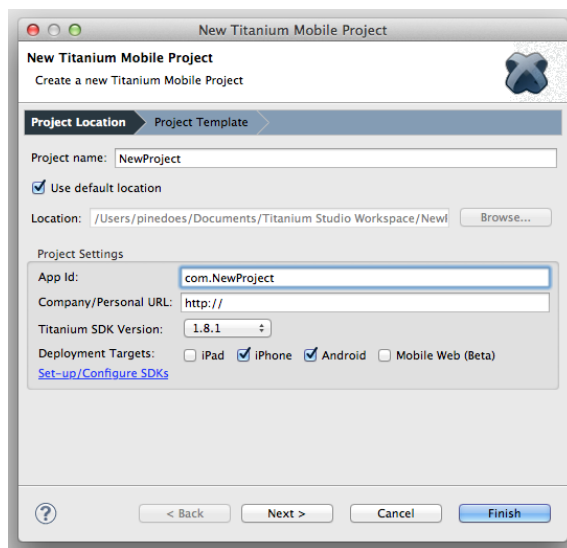 New Titanium Mobile Project
New Titanium Mobile Project
Create a new Titanium Mobile Project
Project Location Project Template
Project name: NewProject
Use default location
Location: /Users/pinedoes/Documents/Titanium Studio Workspace/NewI Browse...
Project Settings
App Id: com.NewProject
Company/Personal URL: http://
Titanium SDK Version: 1.8.1
Deployment Targets: iPad iPhone Android Mobile Web (Beta)
Set-up/Configure SDKs
? < Back Next > Cancel Finish